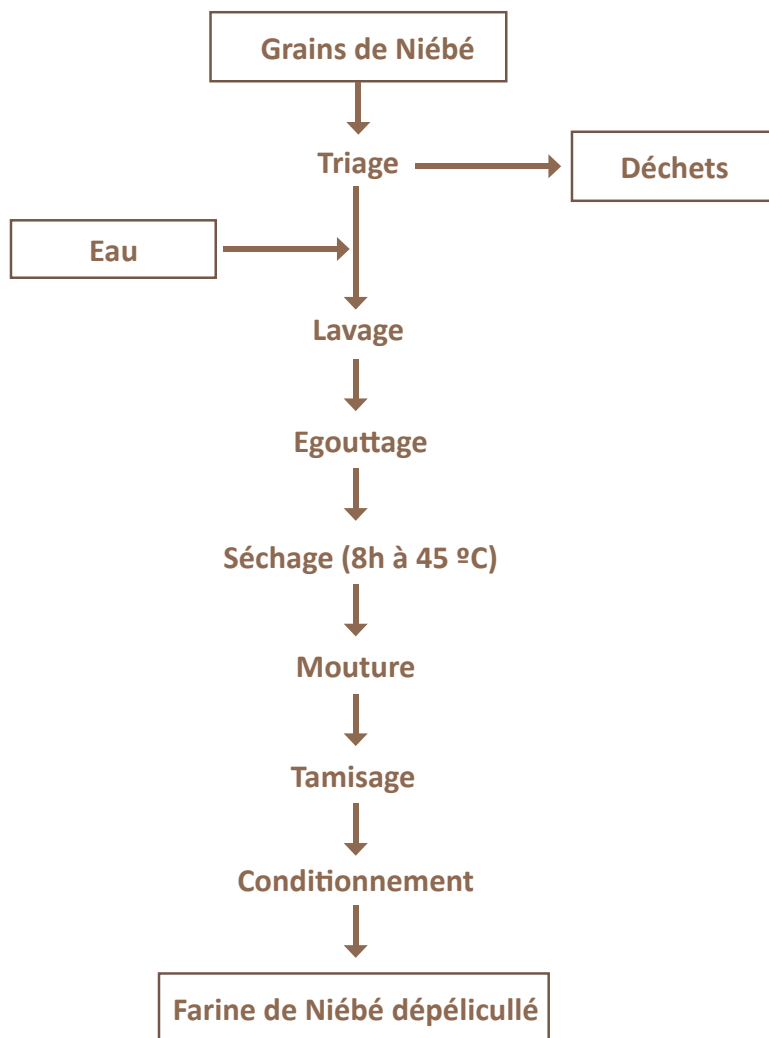 Grains de Niébé
Triage
Déchets
Eau
Lavage
Egouttage
Séchage (8h à 45 ºC)
Mouture
Tamisage
Conditionnement
Farine de Niébé dépélicullé